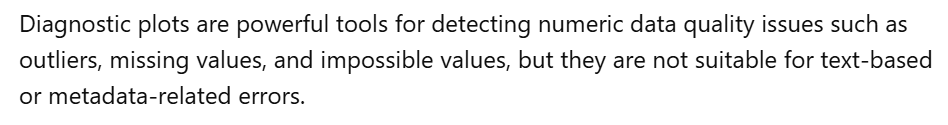 Diagnostic plots are powerful tools for detecting numeric data quality issues such as
outliers, missing values, and impossible values, but they are not suitable for text-based
or metadata-related errors.